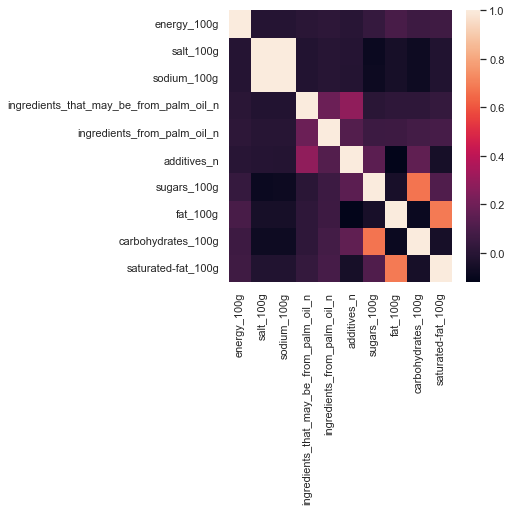 energy_100g
salt_100g
sodium_100g
ingredients_that_may_be_from_palm_oil_n
ingredients_from_palm_oil_n
additives_n
sugars_100g
fat_100g
carbohydrates_100g
saturated-fat_100g
1.0
0.8
0.6
0.4
0.2
0.0
energy_100g
salt_100g
sodium_100g
ingredients_that_may_be_from_palm_oil_n
ingredients_from_palm_oil_n
additives_n
sugars_100g
fat_100g
carbohydrates_100g
saturated-fat_100g